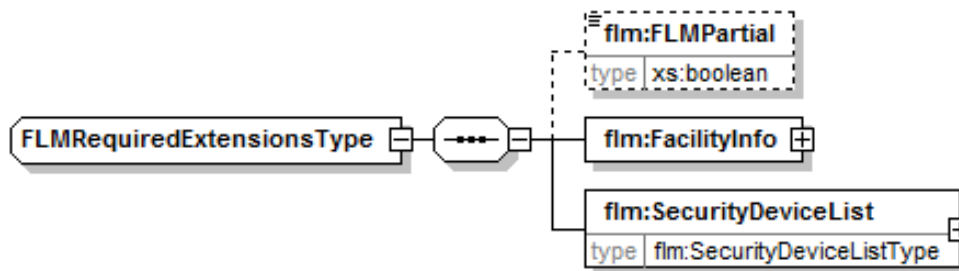 flm:FLMPartial
type xs:boolean
FLMRequiredExtensionsType
flm:FacilityInfo
flm:SecurityDeviceList
type flm:SecurityDeviceListType